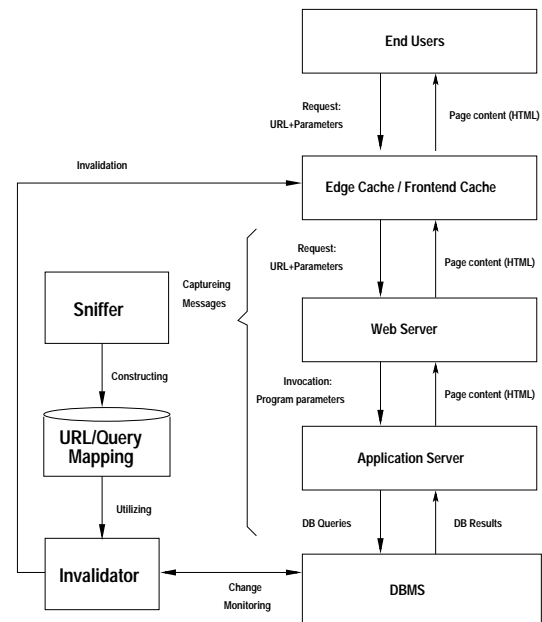 End Users
Request:
URL+Parameters
Page content (HTML)
Invalidation
Edge Cache / Frontend Cache
Request:
URL+Parameters
Page content (HTML)
Captureing
Messages
Sniffer
Web Server
Constructing
Invocation:
Program parameters
Page content (HTML)
URL/Query
Mapping
Application Server
Utilizing
DB Queries
DB Results
Invalidator
Change
Monitoring
DBMS